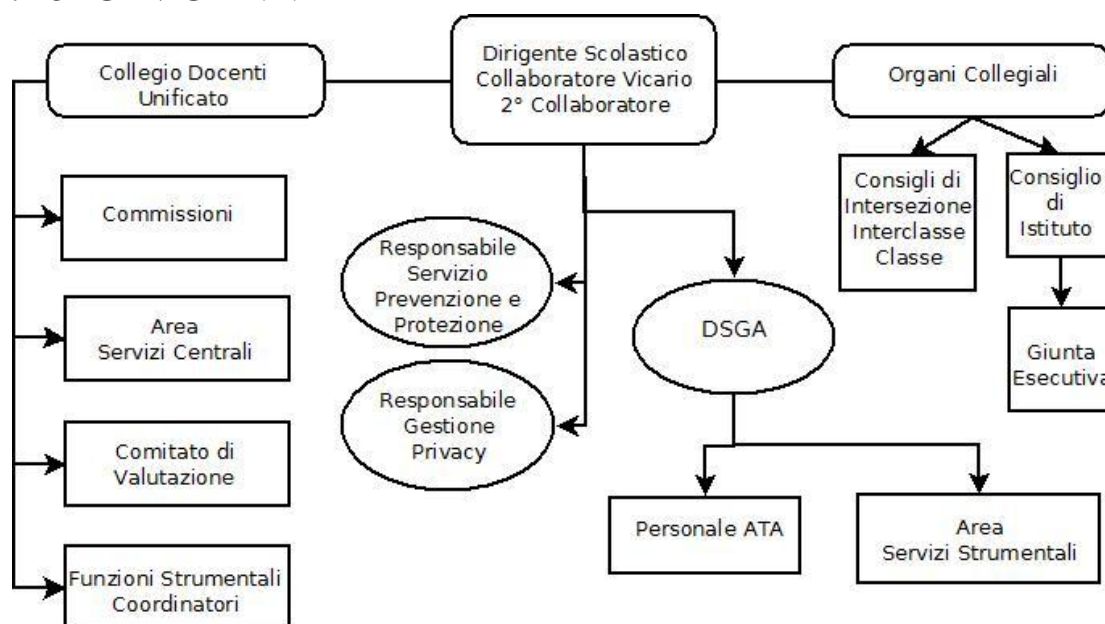 Collegio Docenti
Unificato
Dirigente Scolastico
Collaboratore Vicario
2° Collaboratore
Organi Collegiali
Commissioni
Area
Servizi Centrali
Comitato di
Valutazione
Funzioni Strumentali
Coordinatori
Responsabile
Servizio
Prevenzione e
Protezione
Responsabile
Gestione
Privacy
DSGA
Personale ATA
Area
Servizi Strumentali
Consigli di
Intersezione
Interclasse
Classe
Consiglio
di
Istituto
Giunta
Esecutiva